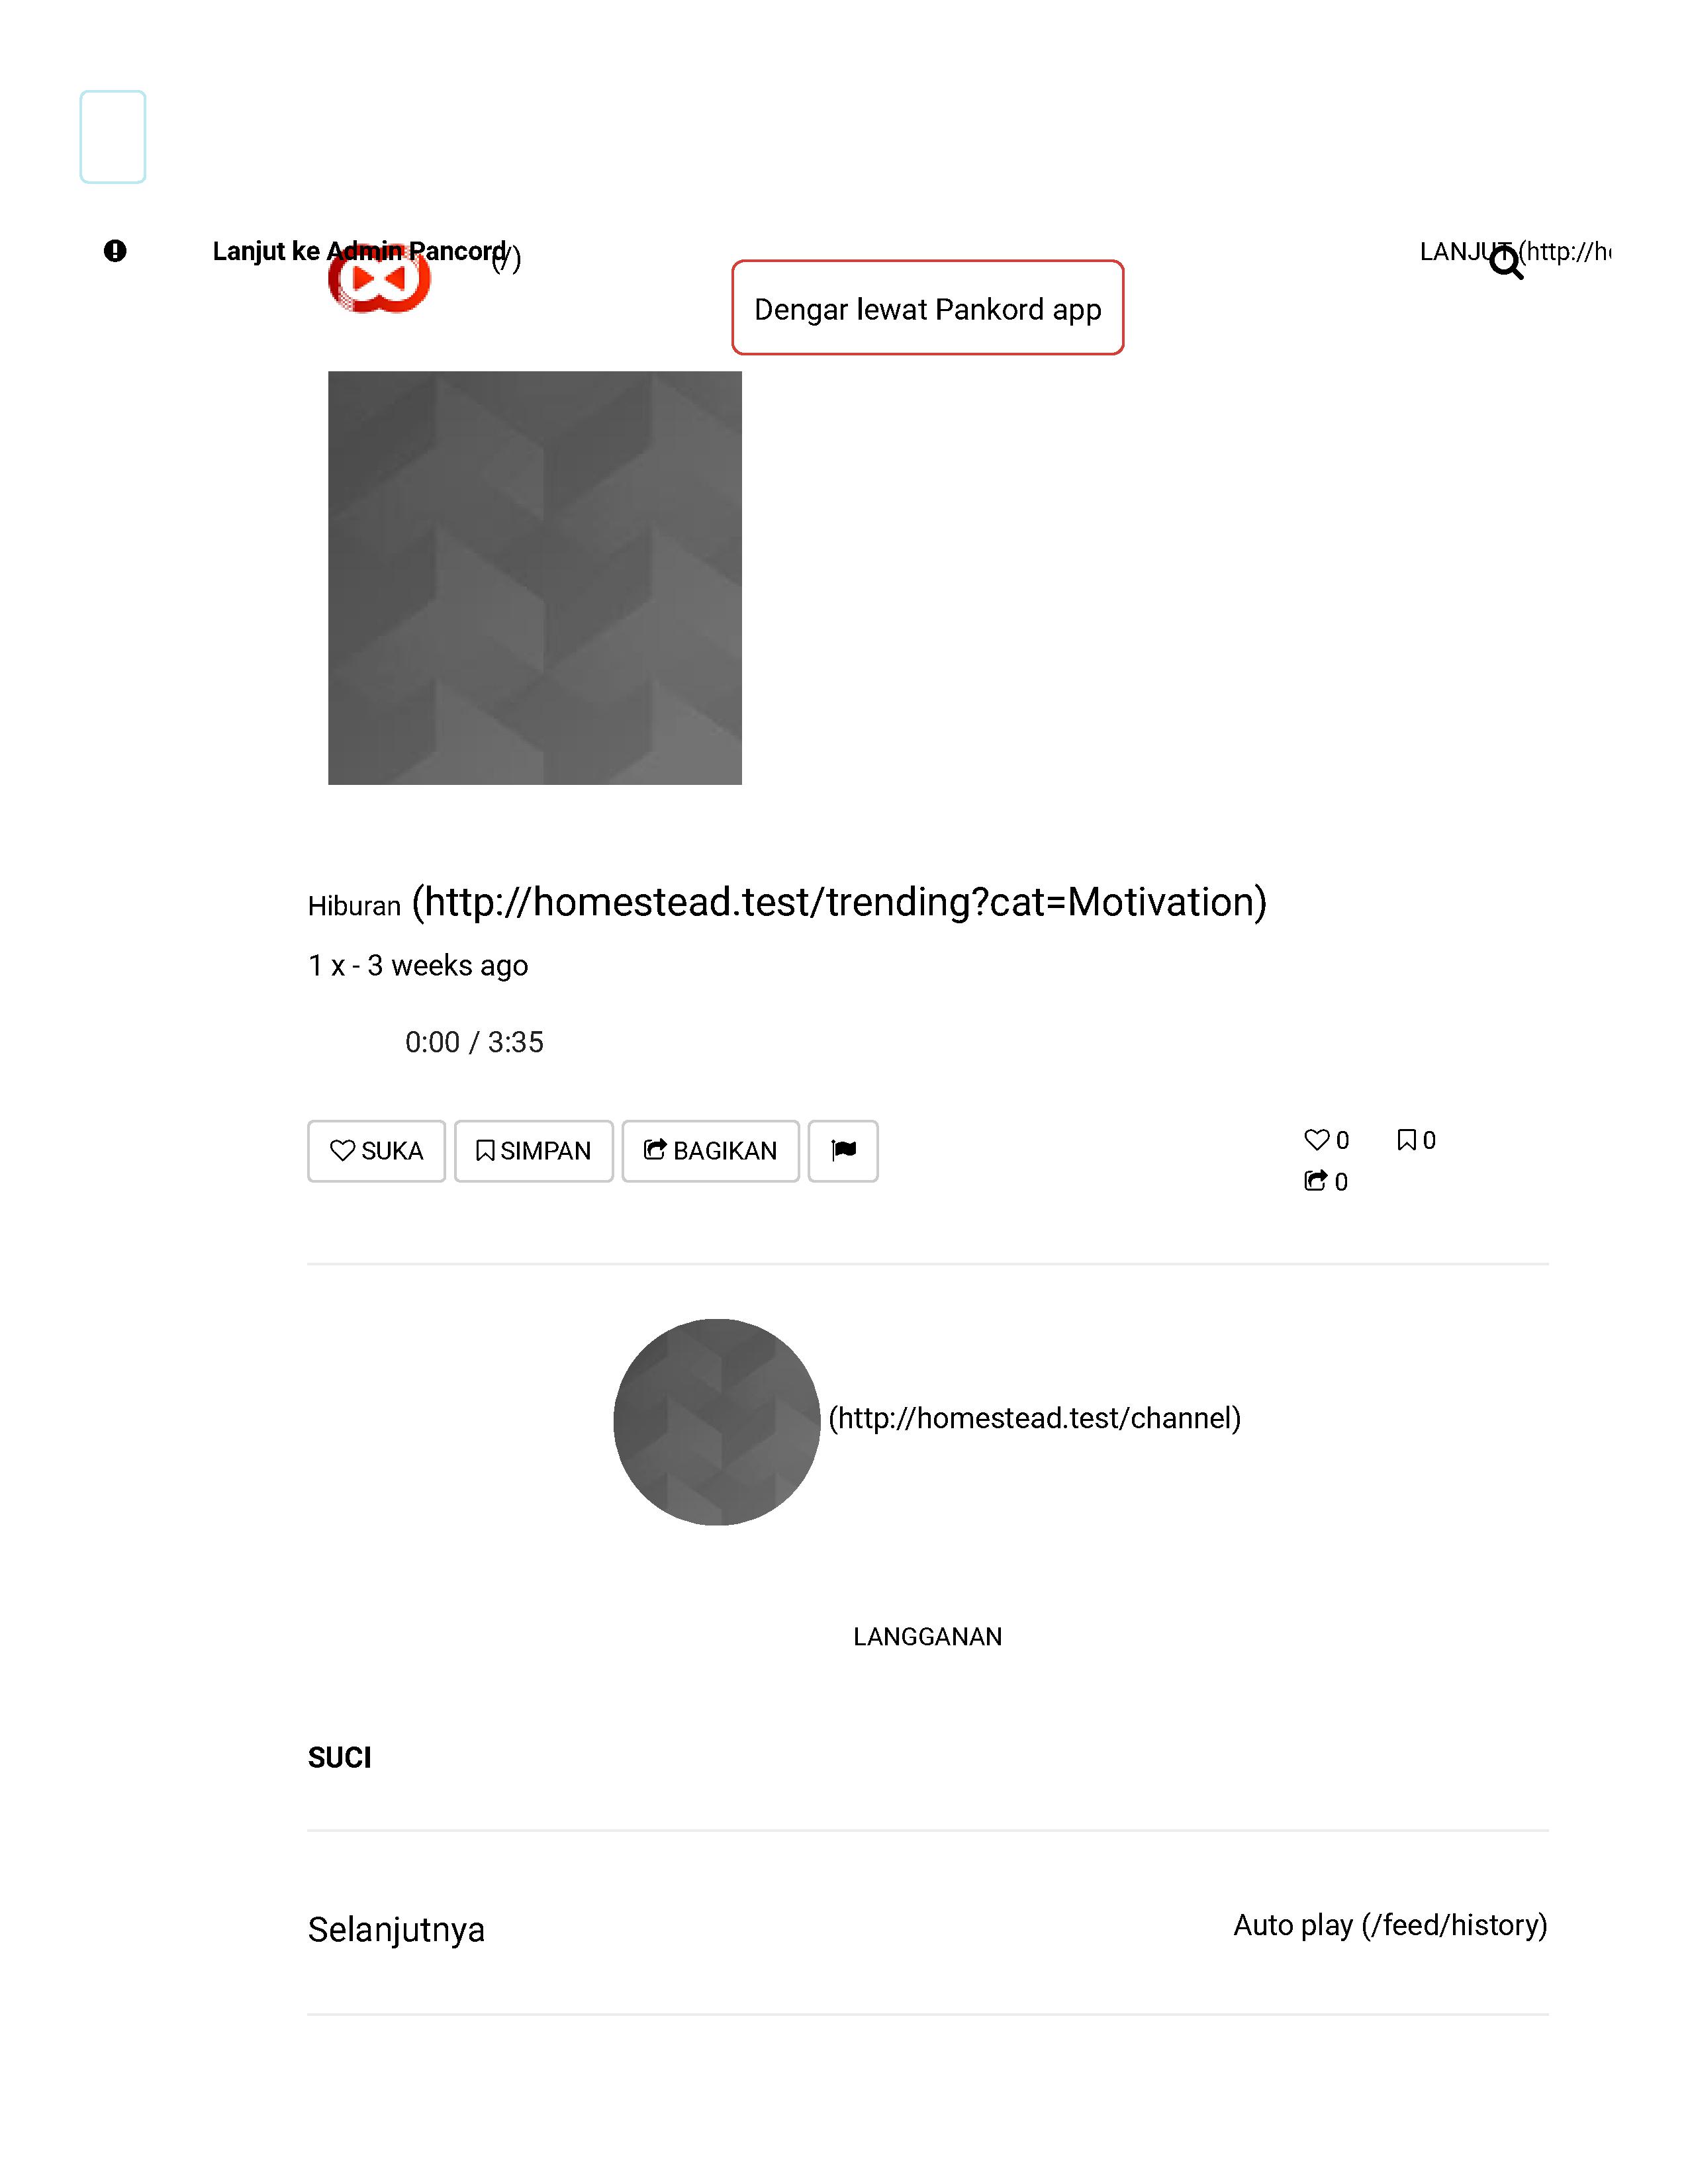 Lanjut ke Admin Pancord
(/)
LANJUT (http://h
Dengar lewat Pankord app
Hiburan (http://homestead.test/trending?cat=Motivation)
1 x - 3 weeks ago
0:00 / 3:35
SUKA SIMPAN BAGIKAN
0 0
0
(http://homestead.test/channel)
LANGGANAN
SUCI
Selanjutnya
Auto play (/feed/history)